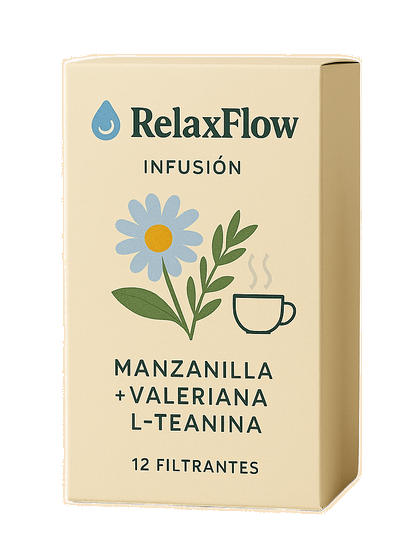 RelaxFlow
INFUSIÓN
MANZANILLA
+VALERIANA
L-TEANINA
12 FILTRANTES